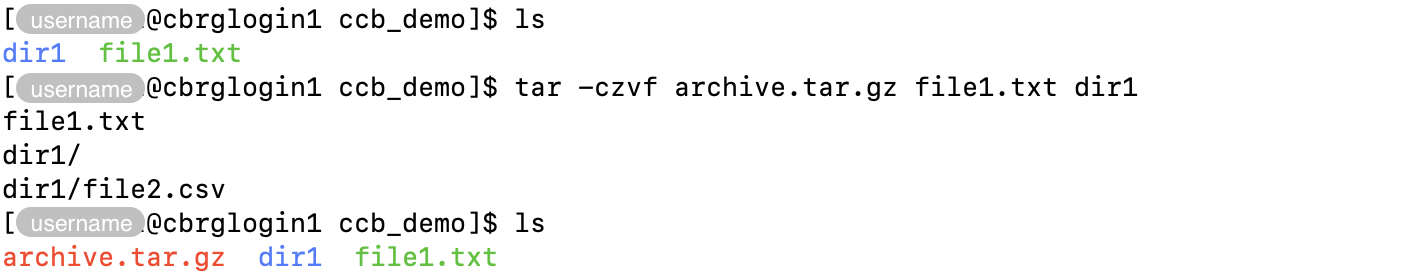 [username@cbrglogin1 ccb_demo]$ ls
dir1  file1.txt
[username@cbrglogin1 ccb_demo]$ tar -czvf archive.tar.gz file1.txt dir1
file1.txt
dir1/
dir1/file2.csv
[username@cbrglogin1 ccb_demo]$ ls
archive.tar.gz  dir1  file1.txt